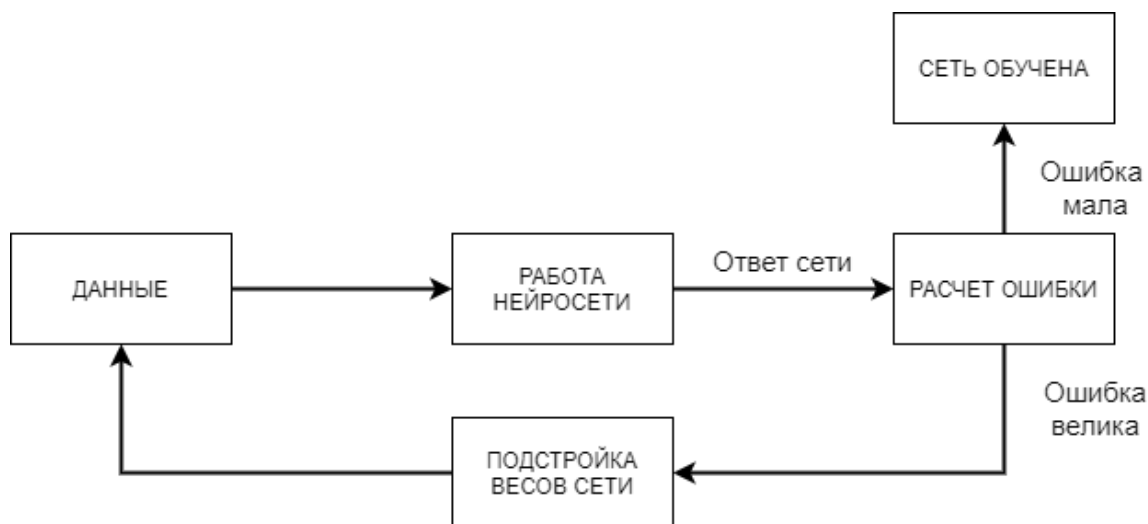 СЕТЬ ОБУЧЕНА
Ошибка
мала
ДАННЫЕ
РАБОТА
НЕЙРОСЕТИ
Ответ сети
РАСЧЕТ ОШИБКИ
Ошибка
велика
ПОДСТРОЙКА
ВЕСОВ СЕТИ